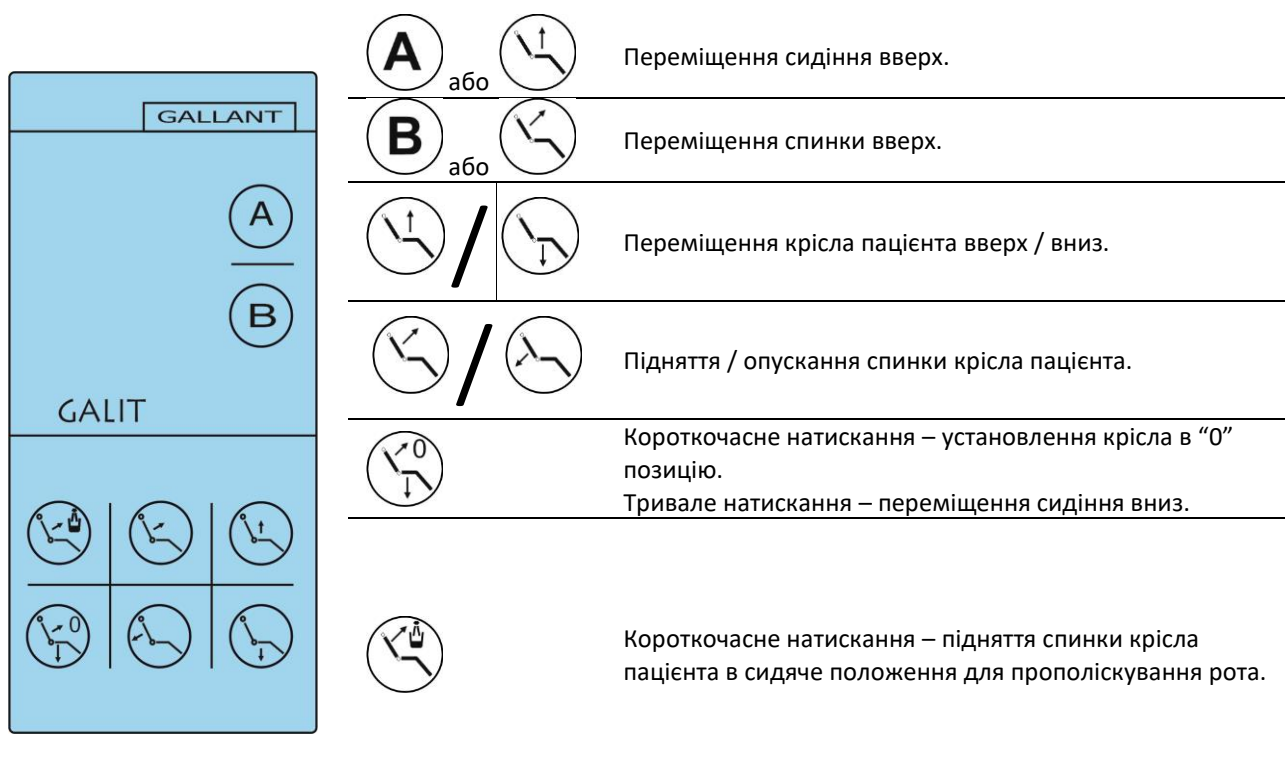 GALLANT
A
B
GALIT
0
A або
Переміщення сидіння вверх.
B або
Переміщення спинки вверх.
/
Переміщення крісла пацієнта вверх / вниз.
/
Підняття / опускання спинки крісла пацієнта.
0
Короткочасне натискання – установлення крісла в “0”
позицію.
Тривале натискання – переміщення сидіння вниз.
Короткочасне натискання – підняття спинки крісла
пацієнта в сидяче положення для прополіскування рота.